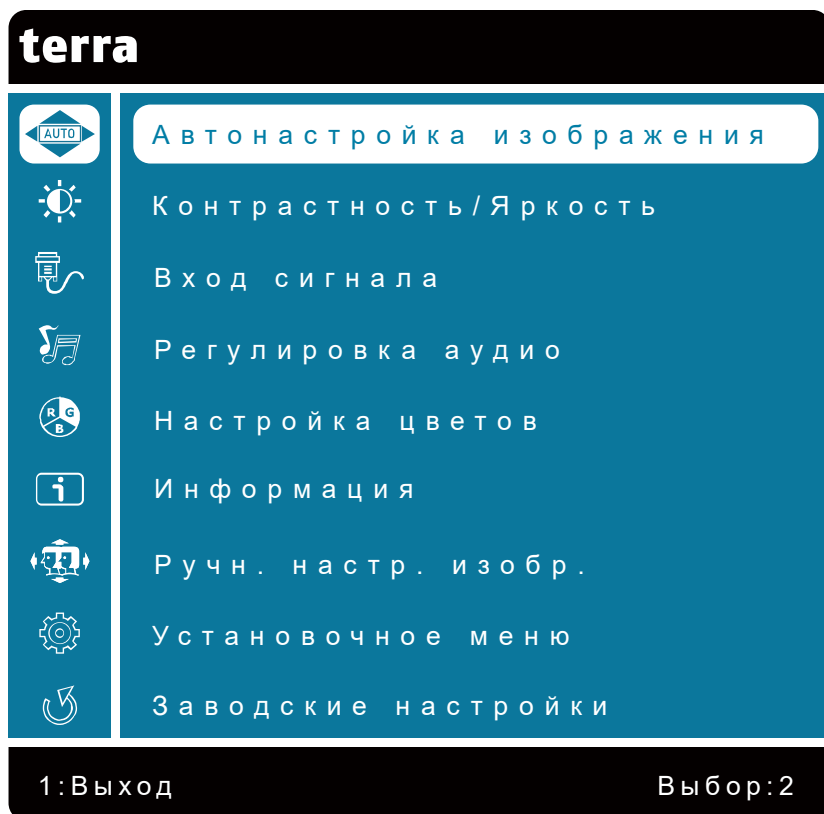 terra
AUTO
Автонастройка изображения
Контрастность/Яркость
Вход сигнала
Регулировка аудио
R G
B
Настройка цветов
i
Информация
Ручн. настр. изобр.
Установочное меню
Заводские настройки
1:Выход
Выбор:2